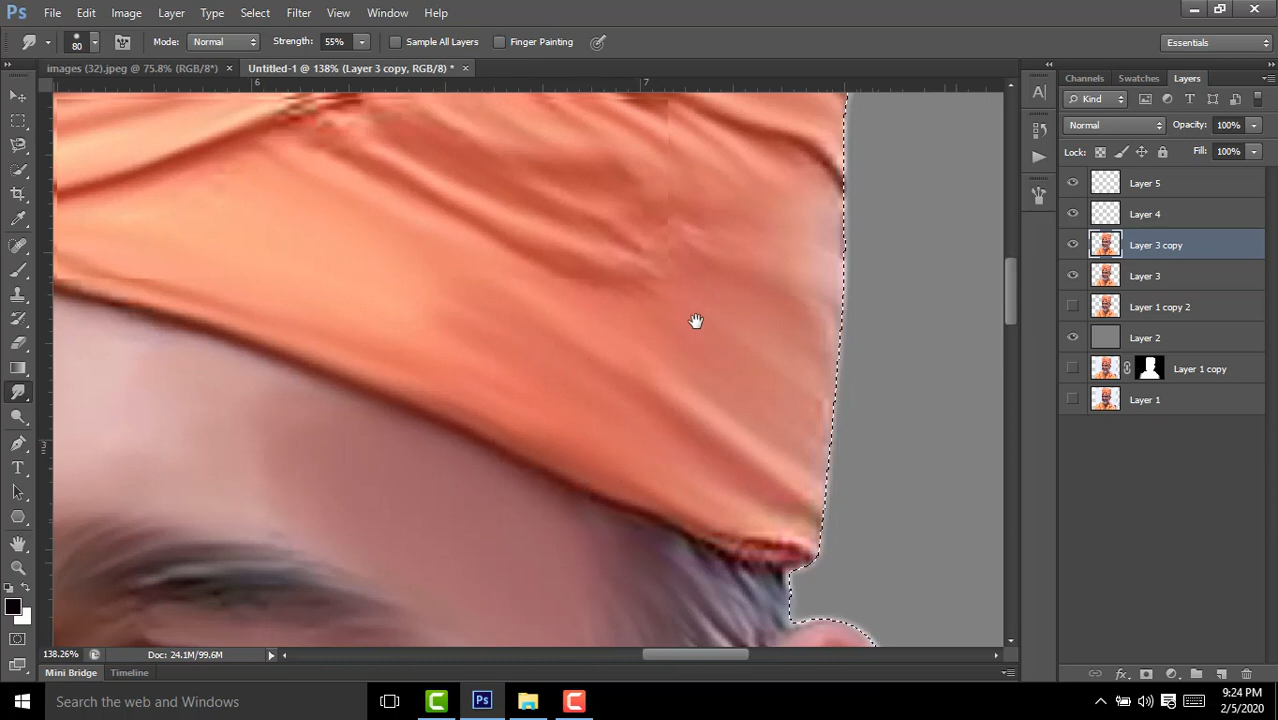 Ps File Edit Image Layer Type Select Filter 3D View Window Help
80 Mode: Normal Strength: 55% Sample All Layers Finger Painting Essentials
images (32).jpeg @ 75.8% (RGB/8*) × Untitled-1 @ 138% (Layer 3 copy, RGB/8) * ×
6 7
3
Channels Swatches Layers
Kind
Normal Opacity: 100%
Lock: Fill: 100%
Layer 5
Layer 4
Layer 3 copy
Layer 3
Layer 1 copy 2
Layer 2
Layer 1 copy
Layer 1
138.26% Doc: 24.1M/99.6M
Mini Bridge Timeline
Search the web and Windows
9:24 PM
2/5/2020